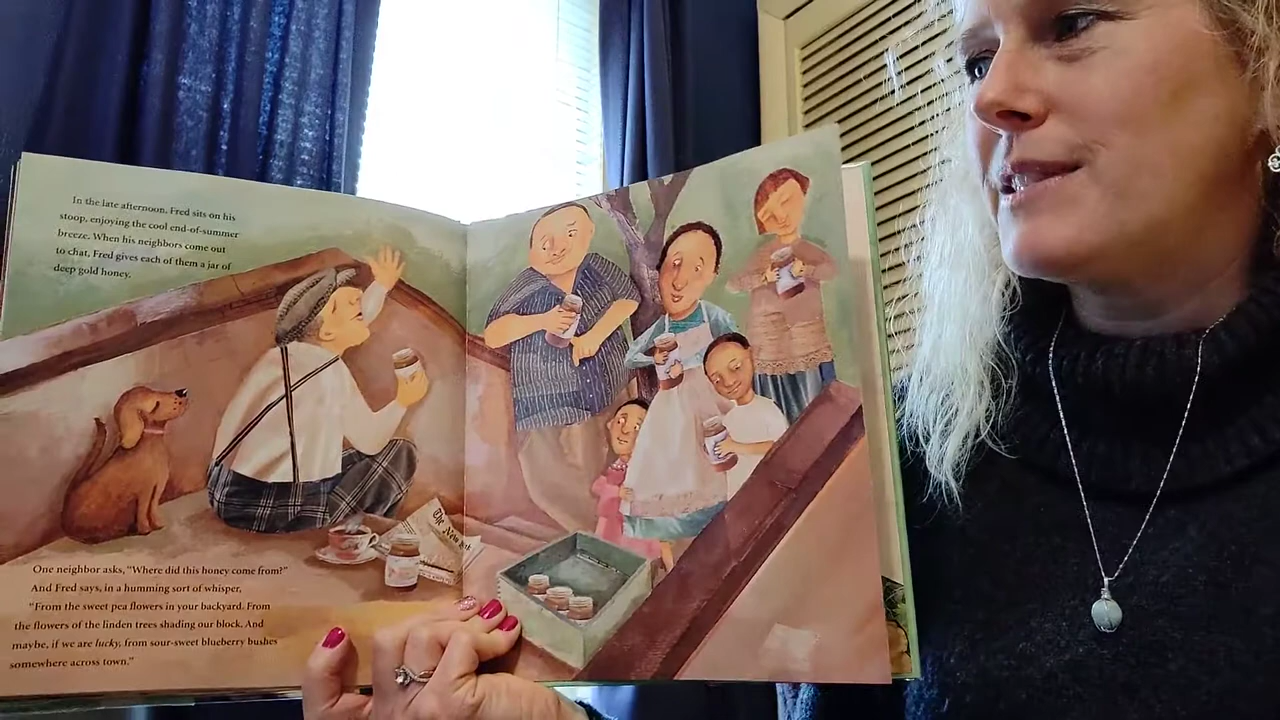 In the late afternoon, Fred sits on his
stoop, enjoying the cool end-of-summer
breeze. When his neighbors come out
to chat, Fred gives each of them a jar of
deep gold honey.
The New York
One neighbor asks, "Where did this honey come from?"
And Fred says, in a humming sort of whisper,
"From the sweet pea flowers in your backyard. From
the flowers of the linden trees shading our block. And
maybe, if we are lucky, from sour-sweet blueberry bushes
somewhere across town."